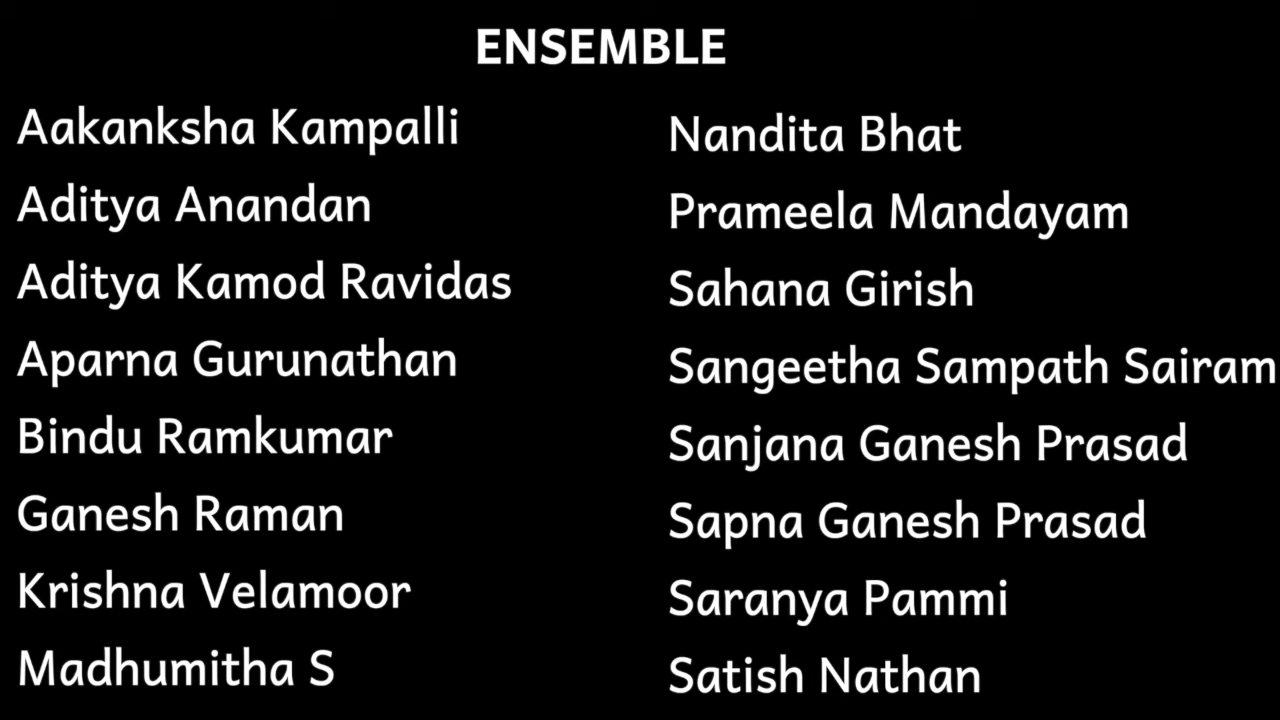 ENSEMBLE
Aakanksha Kampalli
Aditya Anandan
Aditya Kamod Ravidas
Aparna Gurunathan
Bindu Ramkumar
Ganesh Raman
Krishna Velamoor
Madhumitha S
Nandita Bhat
Prameela Mandayam
Sahana Girish
Sangeetha Sampath Sairam
Sanjana Ganesh Prasad
Sapna Ganesh Prasad
Saranya Pammi
Satish Nathan